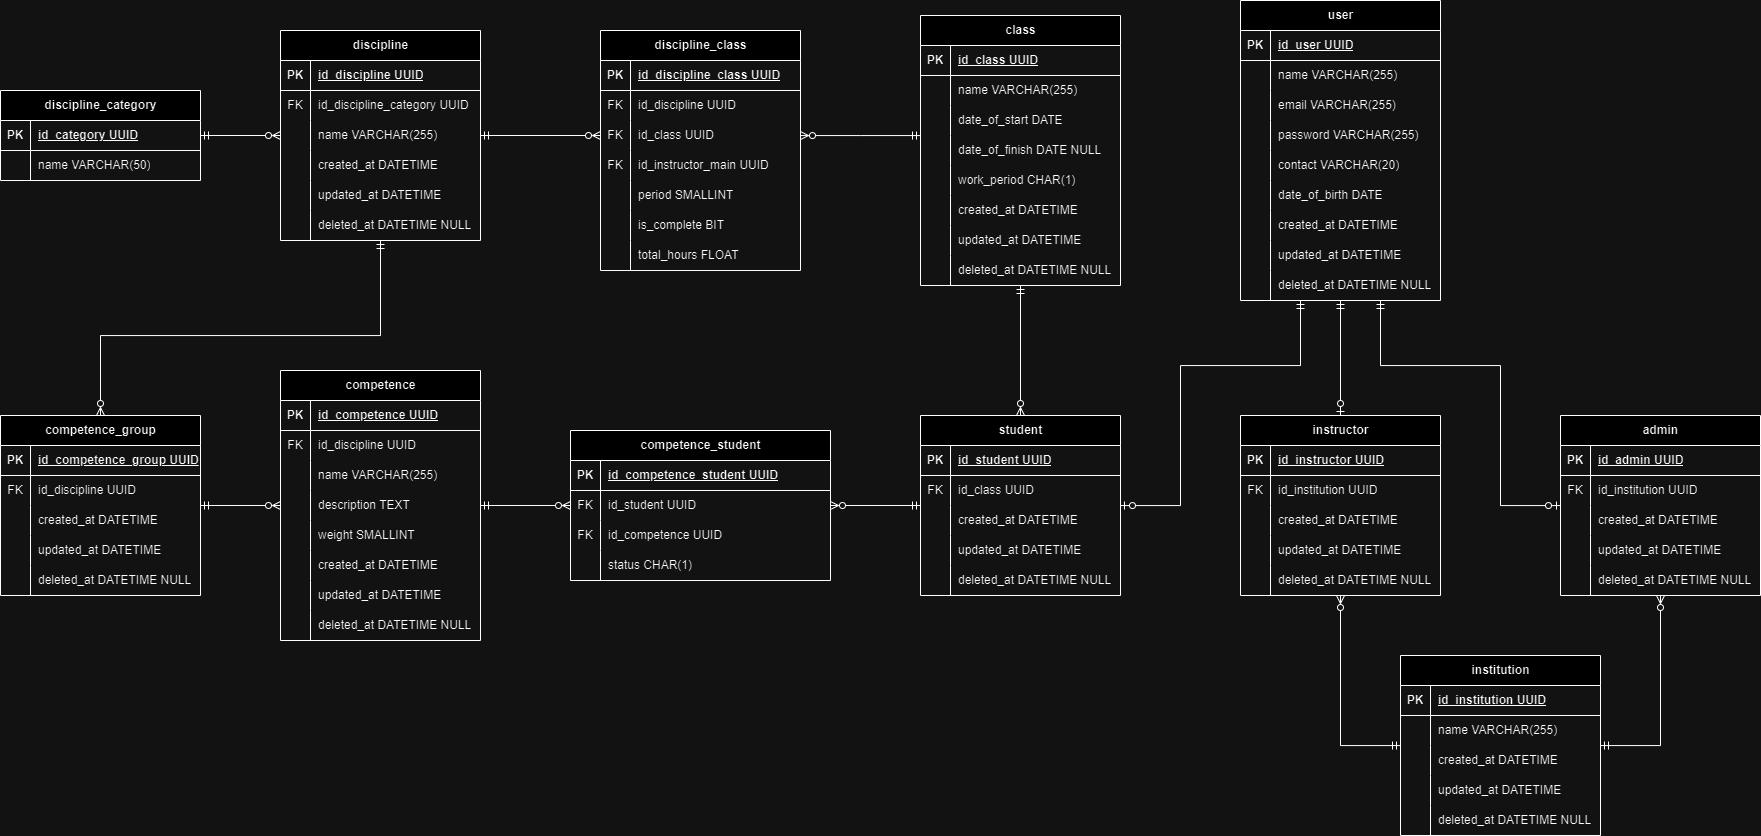 discipline_category
PK id_category UUID
name VARCHAR(50)
discipline
PK id_discipline UUID
FK id_discipline_category UUID
name VARCHAR(255)
created_at DATETIME
updated_at DATETIME
deleted_at DATETIME NULL
discipline_class
PK id_discipline_class UUID
FK id_discipline UUID
FK id_class UUID
FK id_instructor_main UUID
period SMALLINT
is_complete BIT
total_hours FLOAT
class
PK id_class UUID
name VARCHAR(255)
date_of_start DATE
date_of_finish DATE NULL
work_period CHAR(1)
created_at DATETIME
updated_at DATETIME
deleted_at DATETIME NULL
user
PK id_user UUID
name VARCHAR(255)
email VARCHAR(255)
password VARCHAR(255)
contact VARCHAR(20)
date_of_birth DATE
created_at DATETIME
updated_at DATETIME
deleted_at DATETIME NULL
competence_group
PK id_competence_group UUID
FK id_discipline UUID
created_at DATETIME
updated_at DATETIME
deleted_at DATETIME NULL
competence
PK id_competence UUID
FK id_discipline UUID
name VARCHAR(255)
description TEXT
weight SMALLINT
created_at DATETIME
updated_at DATETIME
deleted_at DATETIME NULL
competence_student
PK id_competence_student UUID
FK id_student UUID
FK id_competence UUID
status CHAR(1)
student
PK id_student UUID
FK id_class UUID
created_at DATETIME
updated_at DATETIME
deleted_at DATETIME NULL
instructor
PK id_instructor UUID
FK id_institution UUID
created_at DATETIME
updated_at DATETIME
deleted_at DATETIME NULL
admin
PK id_admin UUID
FK id_institution UUID
created_at DATETIME
updated_at DATETIME
deleted_at DATETIME NULL
institution
PK id_institution UUID
name VARCHAR(255)
created_at DATETIME
updated_at DATETIME
deleted_at DATETIME NULL